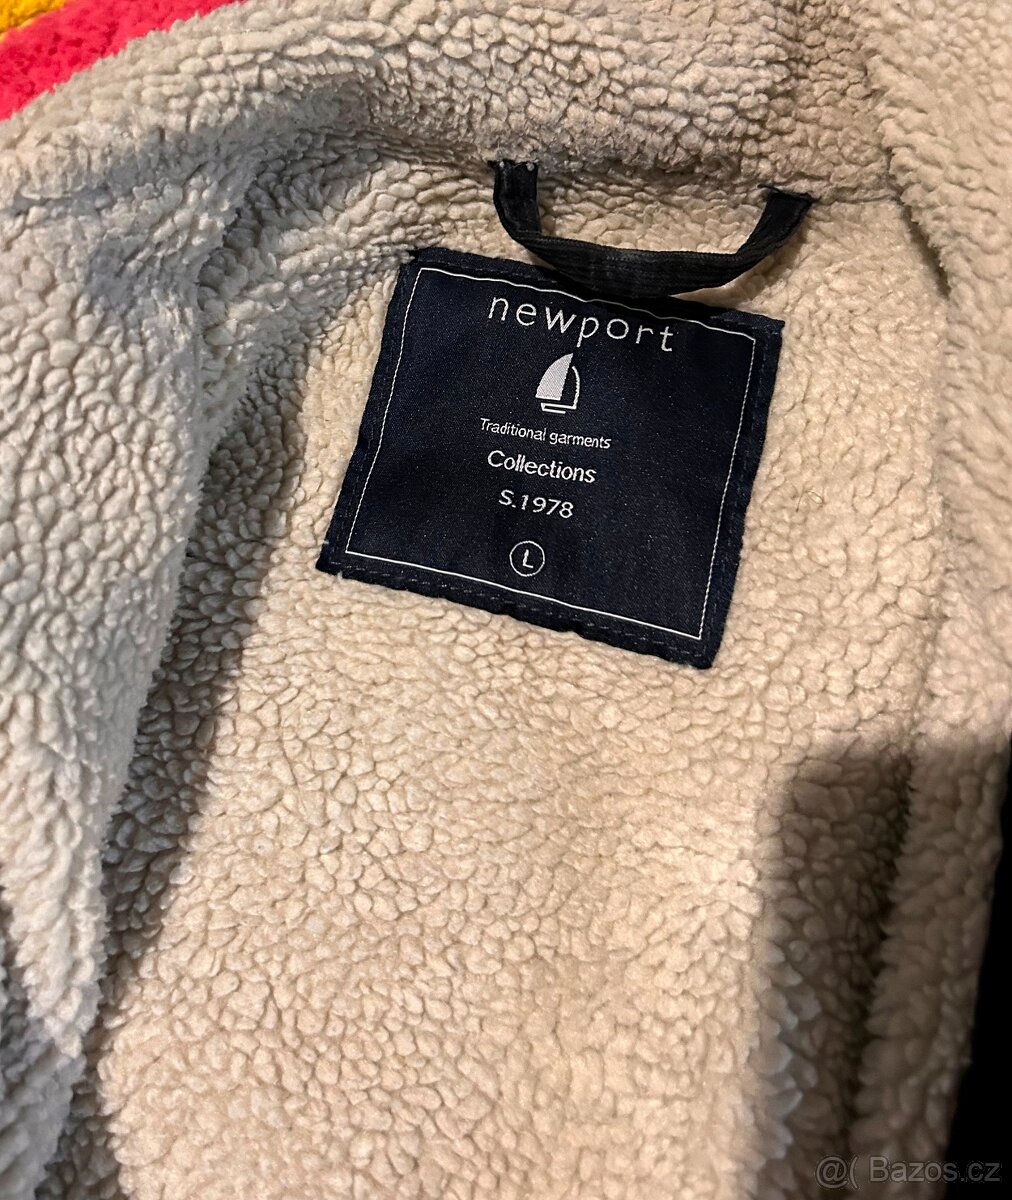 newport
Traditional garments
Collections
S.1978
L
@( Bazos.cz